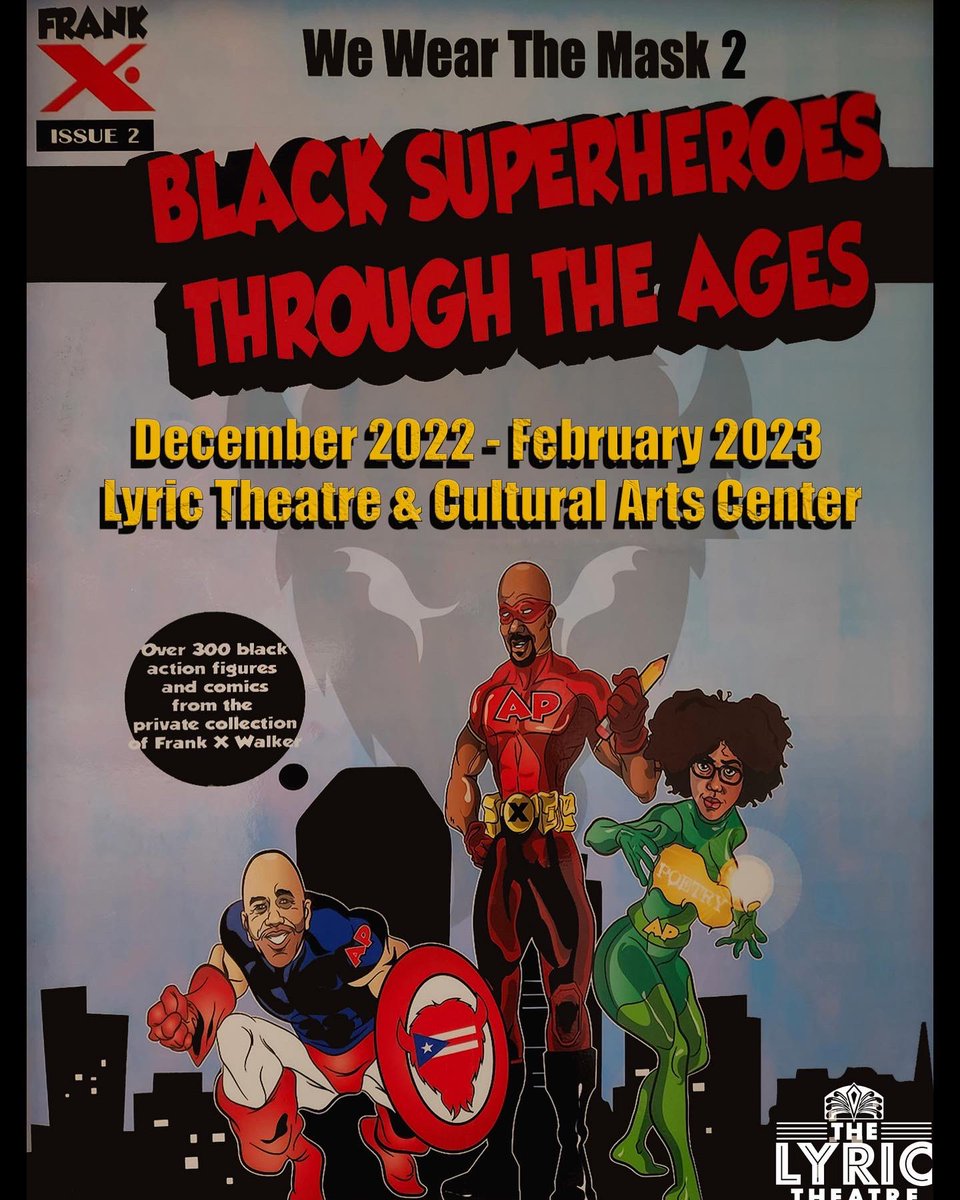 FRANK
X.
ISSUE 2
We Wear The Mask 2
BLACK SUPERHEROES
THROUGH THE AGES
December 2022 - February 2023
Lyric Theatre & Cultural Arts Center
Over 300 black
action figures
and comics
from the
private collection
of Frank X Walker
AP
X
POETRY
AP
AP
THE
LYRIC
THEATRE